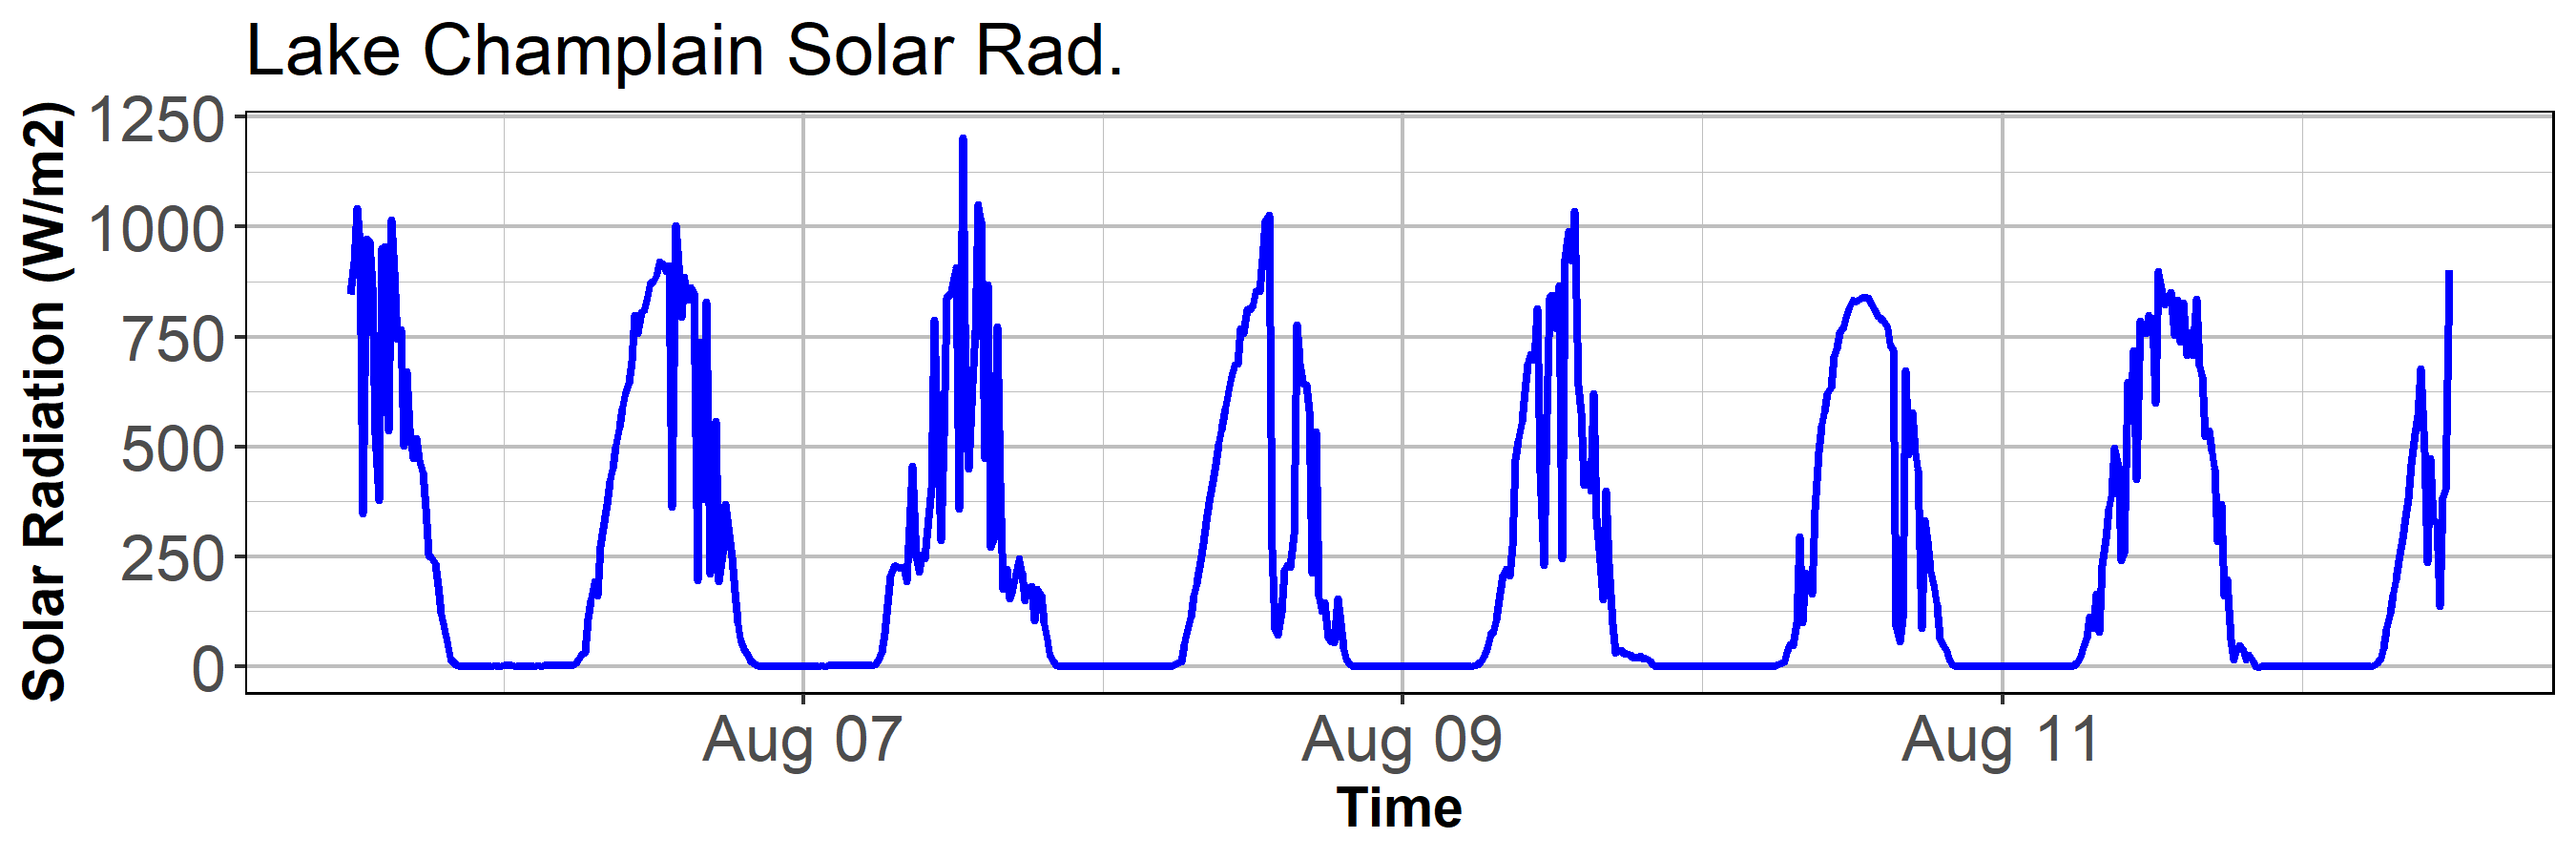 Lake Champlain Solar Rad.
Solar Radiation (W/m2)
1250
1000
750
500
250
0
Aug 07 Aug 09 Aug 11
Time